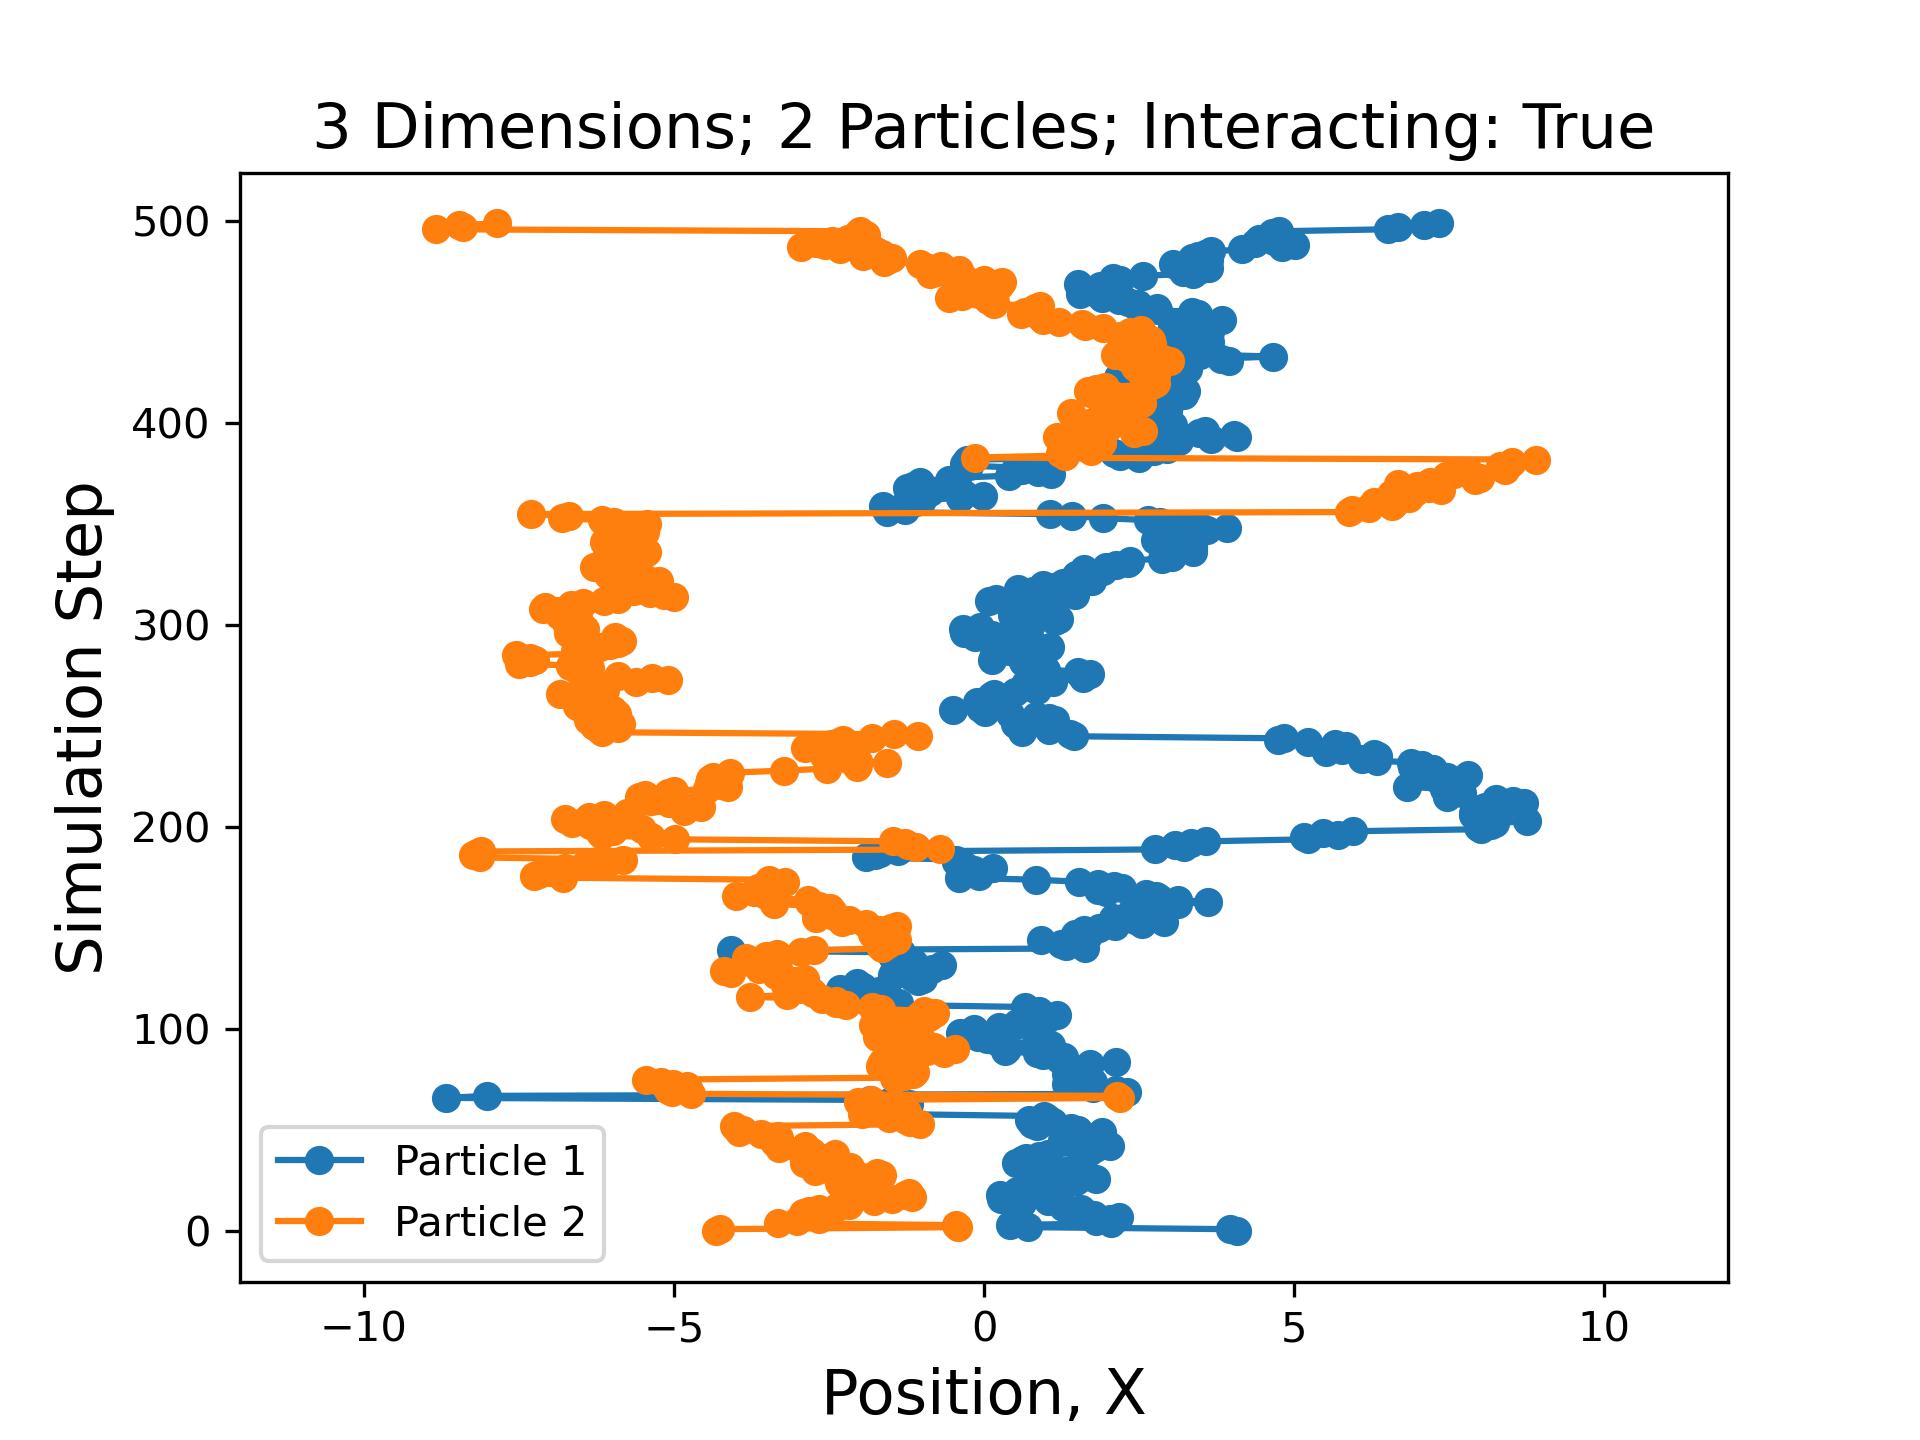 3 Dimensions; 2 Particles; Interacting: True
Simulation Step
500
400
300
200
100
0
Particle 1
Particle 2
−10
−5
0
5
10
Position, X